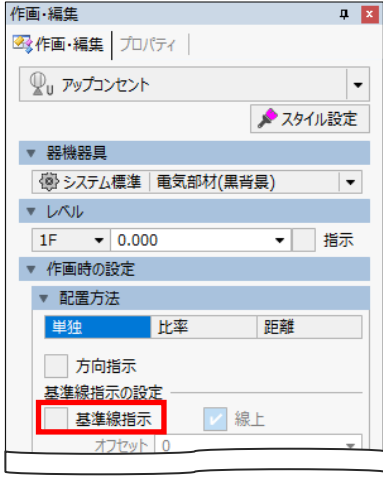 作画・編集
作画・編集 プロパティ
U アップコンセント
スタイル設定
器機器具
システム標準 電気部材(黒背景)
レベル
1F 0.000 指示
作画時の設定
配置方法
単独 比率 距離
方向指示
基準線指示の設定
基準線指示 線上
オフセット 0